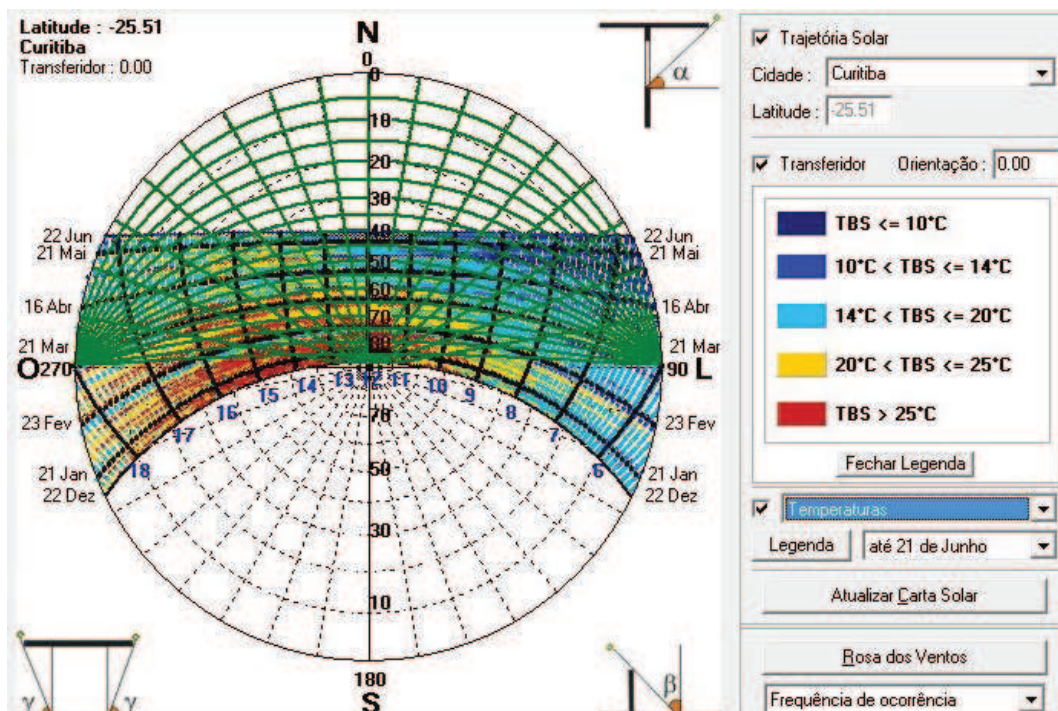 Latitude : -25.51
Curitiba
Transferidor : 0.00
N
0
0
10
20
30
40
50
60
70
80
22 Jun
21 Mai
16 Abr
21 Mar
O 270
23 Fev
21 Jan
22 Dez
22 Jun
21 Mai
16 Abr
21 Mar
90 L
23 Fev
21 Jan
22 Dez
18
17
16
15
14
13
12
11
10
9
8
7
6
70
50
30
10
180
S
α
γ
γ
β
Trajetória Solar
Cidade : Curitiba
Latitude : -25.51
Transferidor Orientação : 0.00
TBS <= 10*C
10*C < TBS <= 14*C
14*C < TBS <= 20*C
20*C < TBS <= 25*C
TBS > 25*C
Fechar Legenda
Temperaturas
Legenda até 21 de Junho
Atualizar Carta Solar
Rosa dos Ventos
Frequência de ocorrência